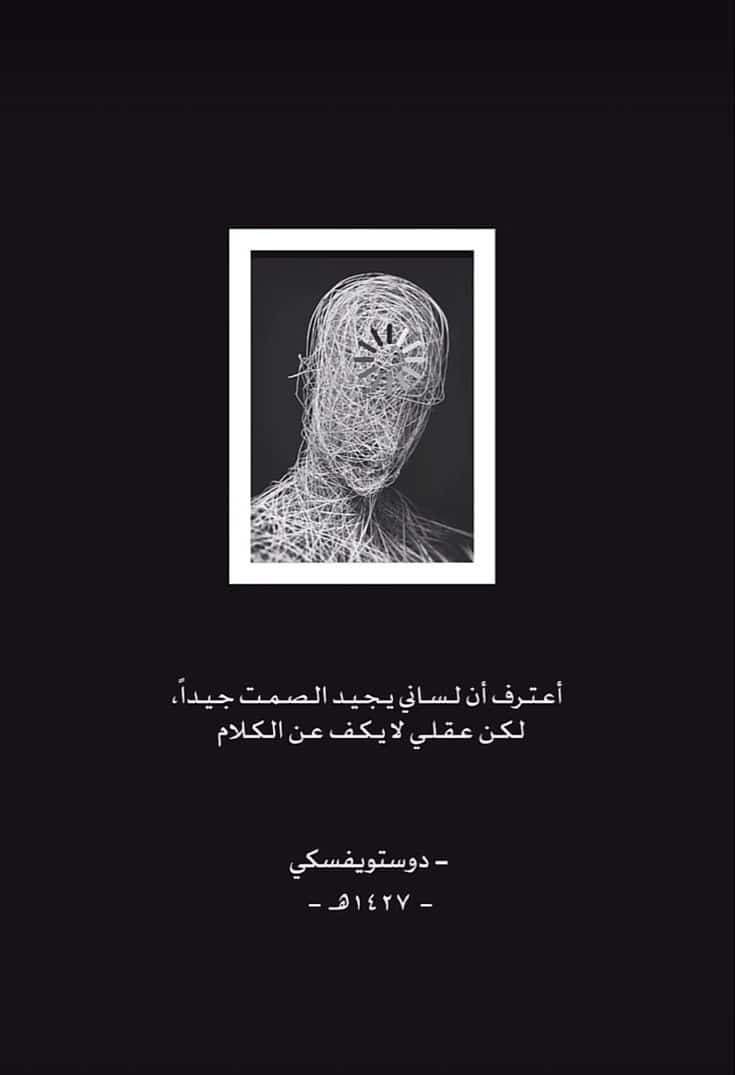 أعترف أن لساني يجيد الصمت جيداً،
لكن عقلي لا يكف عن الكلام
– دوستويفسكي
– ١٤٢٧هـ –